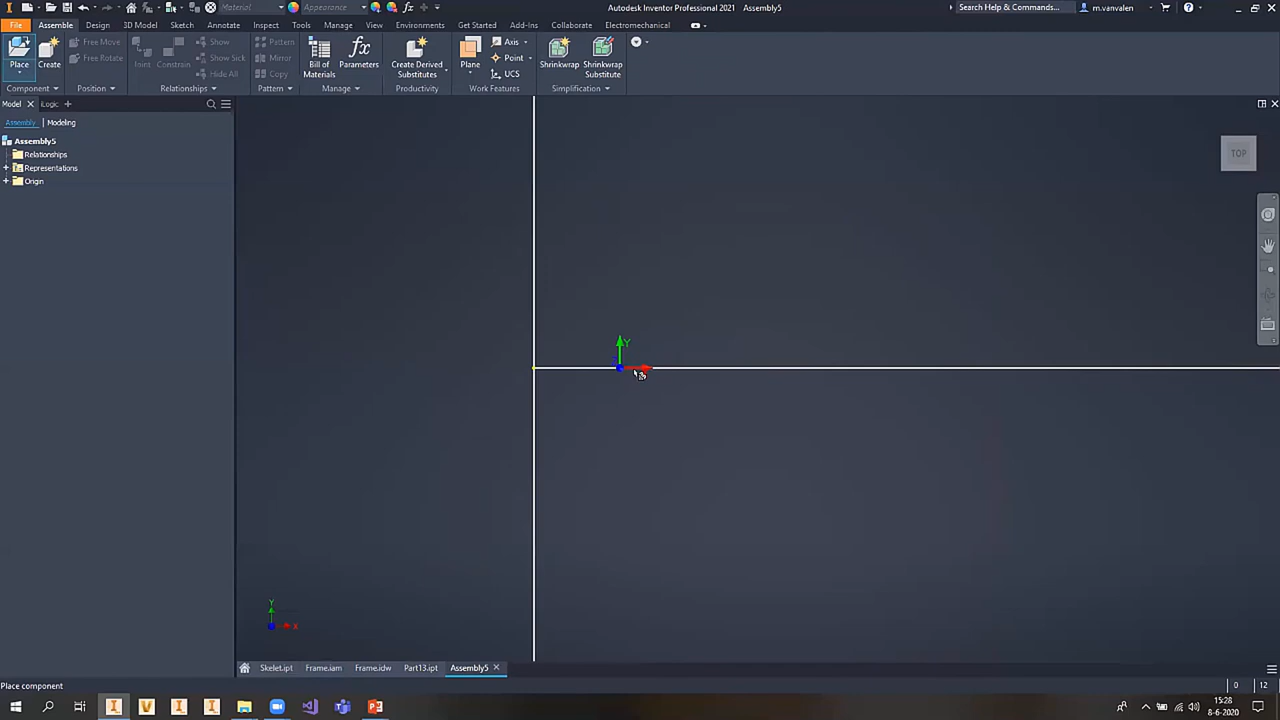 Material
Appearance
Autodesk Inventor Professional 2021 Assembly5
Search Help & Commands...
m.vanvalen
File Assemble Design 3D Model Sketch Annotate Inspect Tools Manage View Environments Get Started Add-Ins Collaborate Electromechanical
Place
Create
Free Move
Free Rotate
Joint
Constrain
Show
Show Sick
Hide All
Pattern
Mirror
Copy
Bill of
Materials
Parameters
Create Derived
Substitutes
Plane
Axis
Point
UCS
Shrinkwrap
Shrinkwrap
Substitute
Component Position Relationships Pattern Manage Productivity Work Features Simplification
Model iLogic
Assembly Modeling
Assembly5
Relationships
Representations
Origin
TOP
Y
Y
X
Skelet.ipt Frame.iam Frame.idw Part13.ipt Assembly5
Place component
0 12
15:28
8-6-2020